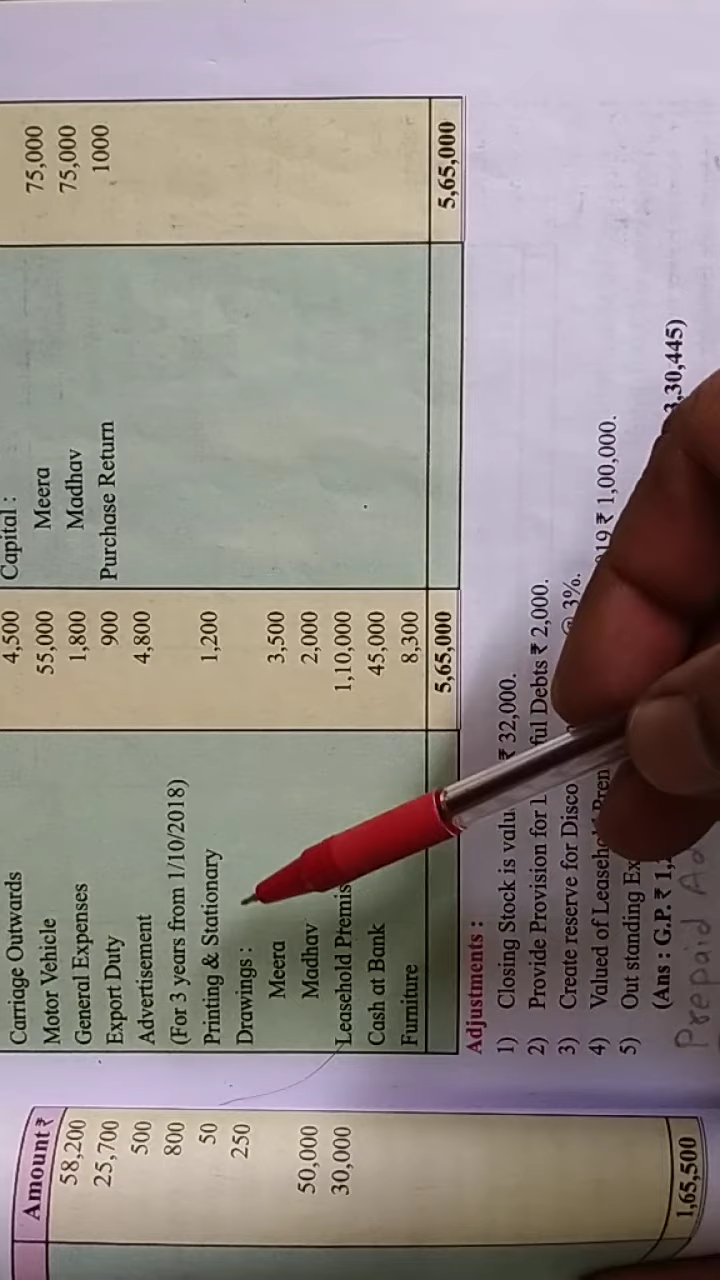 Carriage Outwards 4,500 Capital :
Motor Vehicle 55,000 Meera 75,000
General Expenses 1,800 Madhav 75,000
Export Duty 900 Purchase Return 1000
Advertisement 4,800
(For 3 years from 1/10/2018)
Printing & Stationary 1,200
Drawings :
Meera 3,500
Madhav 2,000
Leasehold Premis 1,10,000
Cash at Bank 45,000
Furniture 8,300
5,65,000 5,65,000
Adjustments :
1) Closing Stock is valu ₹ 32,000.
2) Provide Provision for ful Debts ₹ 2,000.
3) Create reserve for Disco @ 3%.
4) Valued of Leasehold Prem 019 ₹ 1,00,000.
5) Out standing Ex
(Ans : G.P. ₹ 1, 3,30,445)
Prepaid Ad
Amount ₹
58,200
25,700
500
800
50
250
50,000
30,000
1,65,500